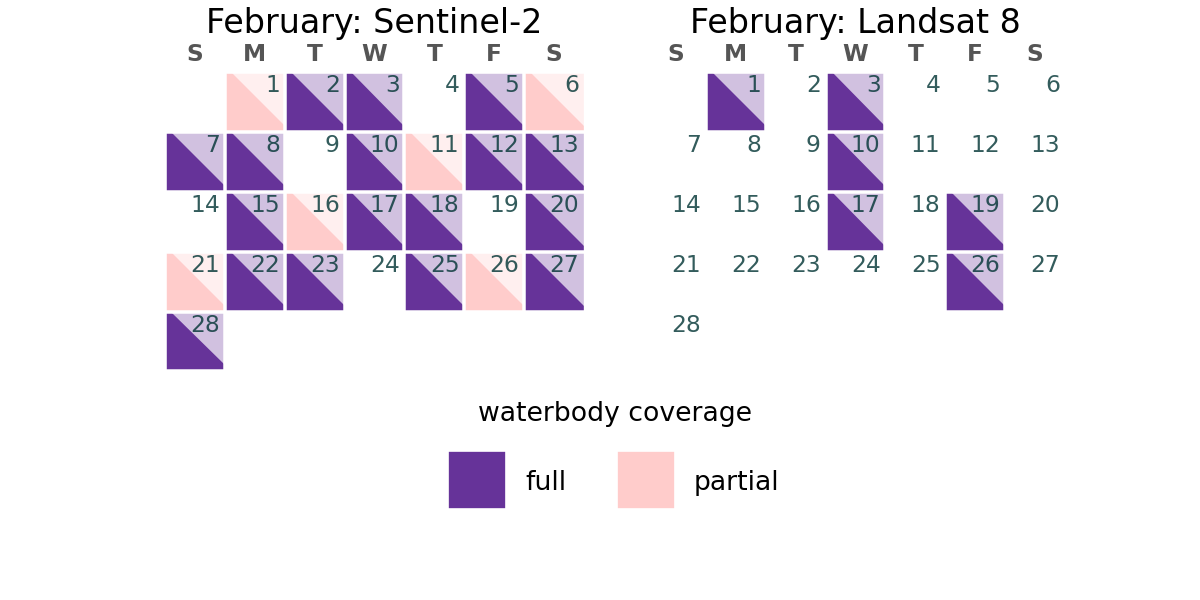 February: Sentinel-2
S M T W T F S
1 2 3 4 5 6
7 8 9 10 11 12 13
14 15 16 17 18 19 20
21 22 23 24 25 26 27
28
February: Landsat 8
S M T W T F S
1 2 3 4 5 6
7 8 9 10 11 12 13
14 15 16 17 18 19 20
21 22 23 24 25 26 27
28
waterbody coverage
full partial